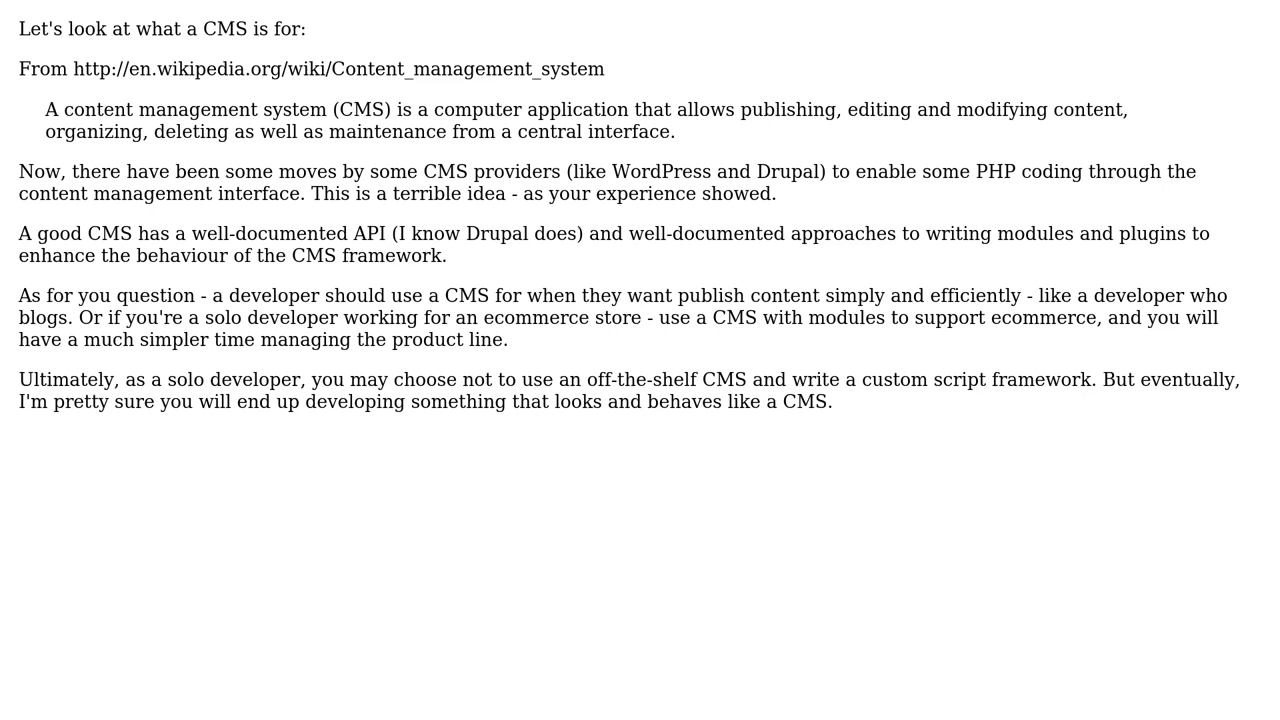 Let's look at what a CMS is for:
From http://en.wikipedia.org/wiki/Content_management_system
A content management system (CMS) is a computer application that allows publishing, editing and modifying content,
organizing, deleting as well as maintenance from a central interface.
Now, there have been some moves by some CMS providers (like WordPress and Drupal) to enable some PHP coding through the
content management interface. This is a terrible idea - as your experience showed.
A good CMS has a well-documented API (I know Drupal does) and well-documented approaches to writing modules and plugins to
enhance the behaviour of the CMS framework.
As for you question - a developer should use a CMS for when they want publish content simply and efficiently - like a developer who
blogs. Or if you're a solo developer working for an ecommerce store - use a CMS with modules to support ecommerce, and you will
have a much simpler time managing the product line.
Ultimately, as a solo developer, you may choose not to use an off-the-shelf CMS and write a custom script framework. But eventually,
I'm pretty sure you will end up developing something that looks and behaves like a CMS.